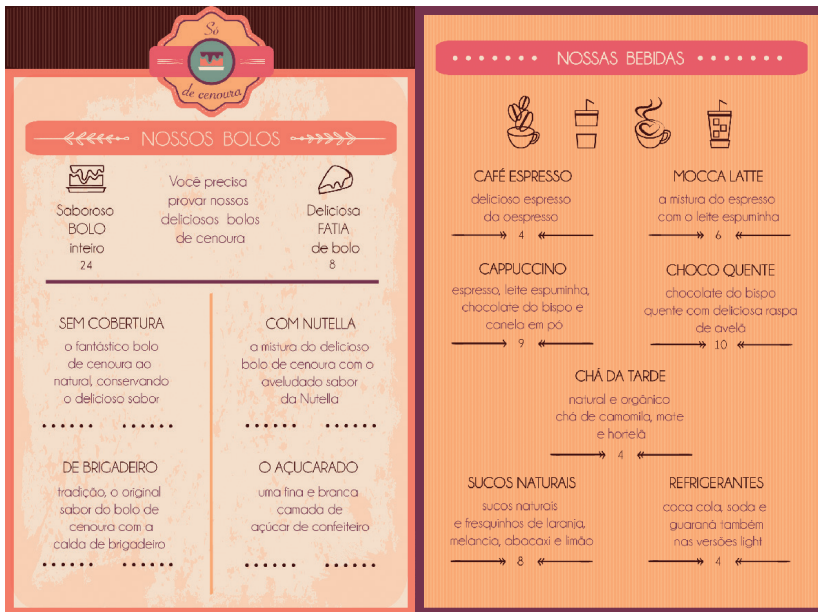 Só
de cenoura
NOSSOS BOLOS
Saboroso
BOLO
inteiro
24
Você precisa
provar nossos
deliciosos bolos
de cenoura
Deliciosa
FATIA
de bolo
8
SEM COBERTURA
o fantástico bolo
de cenoura ao
natural, conservando
o delicioso sabor
COM NUTELLA
a mistura do delicioso
bolo de cenoura com o
aveludado sabor
da Nutella
DE BRIGADEIRO
tradição, o original
sabor do bolo de
cenoura com a
calda de brigadeiro
O AÇUCARADO
uma fina e branca
camada de
açúcar de confeiteiro
NOSSAS BEBIDAS
CAFÉ ESPRESSO
delicioso espresso
da oespresso
4
MOCCA LATTE
a mistura do espresso
com o leite espuminha
6
CAPPUCCINO
espresso, leite espuminha,
chocolate do bispo e
canela em pó
9
CHOCO QUENTE
chocolate do bispo
quente com deliciosa raspa
de avelã
10
CHÁ DA TARDE
natural e orgânico
chá de camomila, mate
e hortelã
4
SUCOS NATURAIS
sucos naturais
e fresquinhos de laranja,
melancia, abacaxi e limão
8
REFRIGERANTES
coca cola, soda e
guaraná também
nas versões light
4